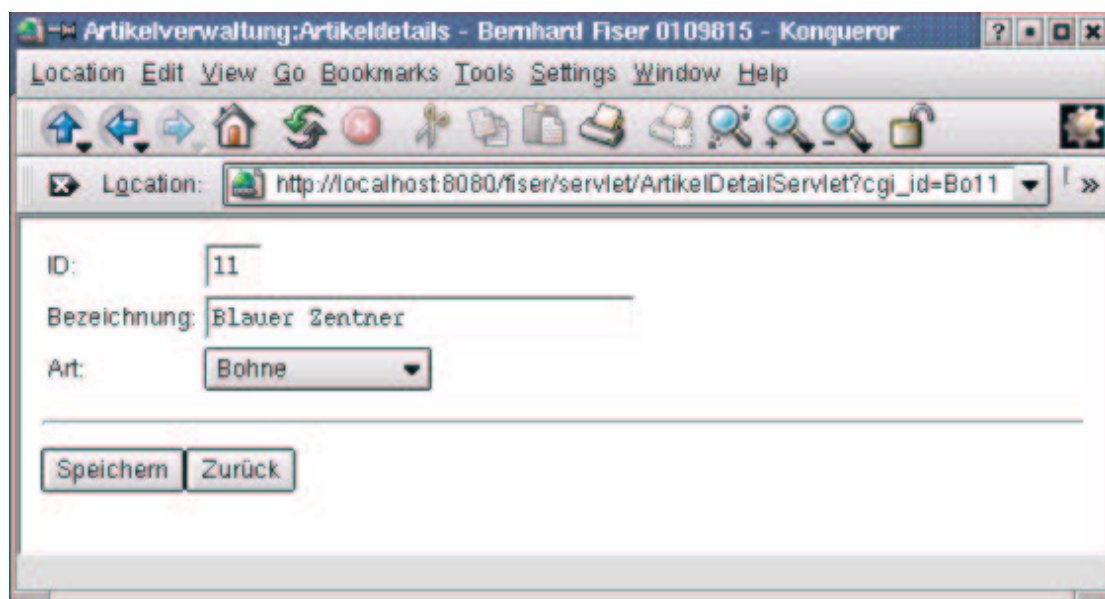 Artikelverwaltung:Artikeldetails - Bernhard Fiser 0109815 - Konqueror
Location Edit View Go Bookmarks Tools Settings Window Help
Location: http://localhost:8080/fiser/servlet/ArtikelDetailServlet?cgi_id=Bo11
ID: 11
Bezeichnung: Blauer Zentner
Art: Bohne
Speichern Zurück